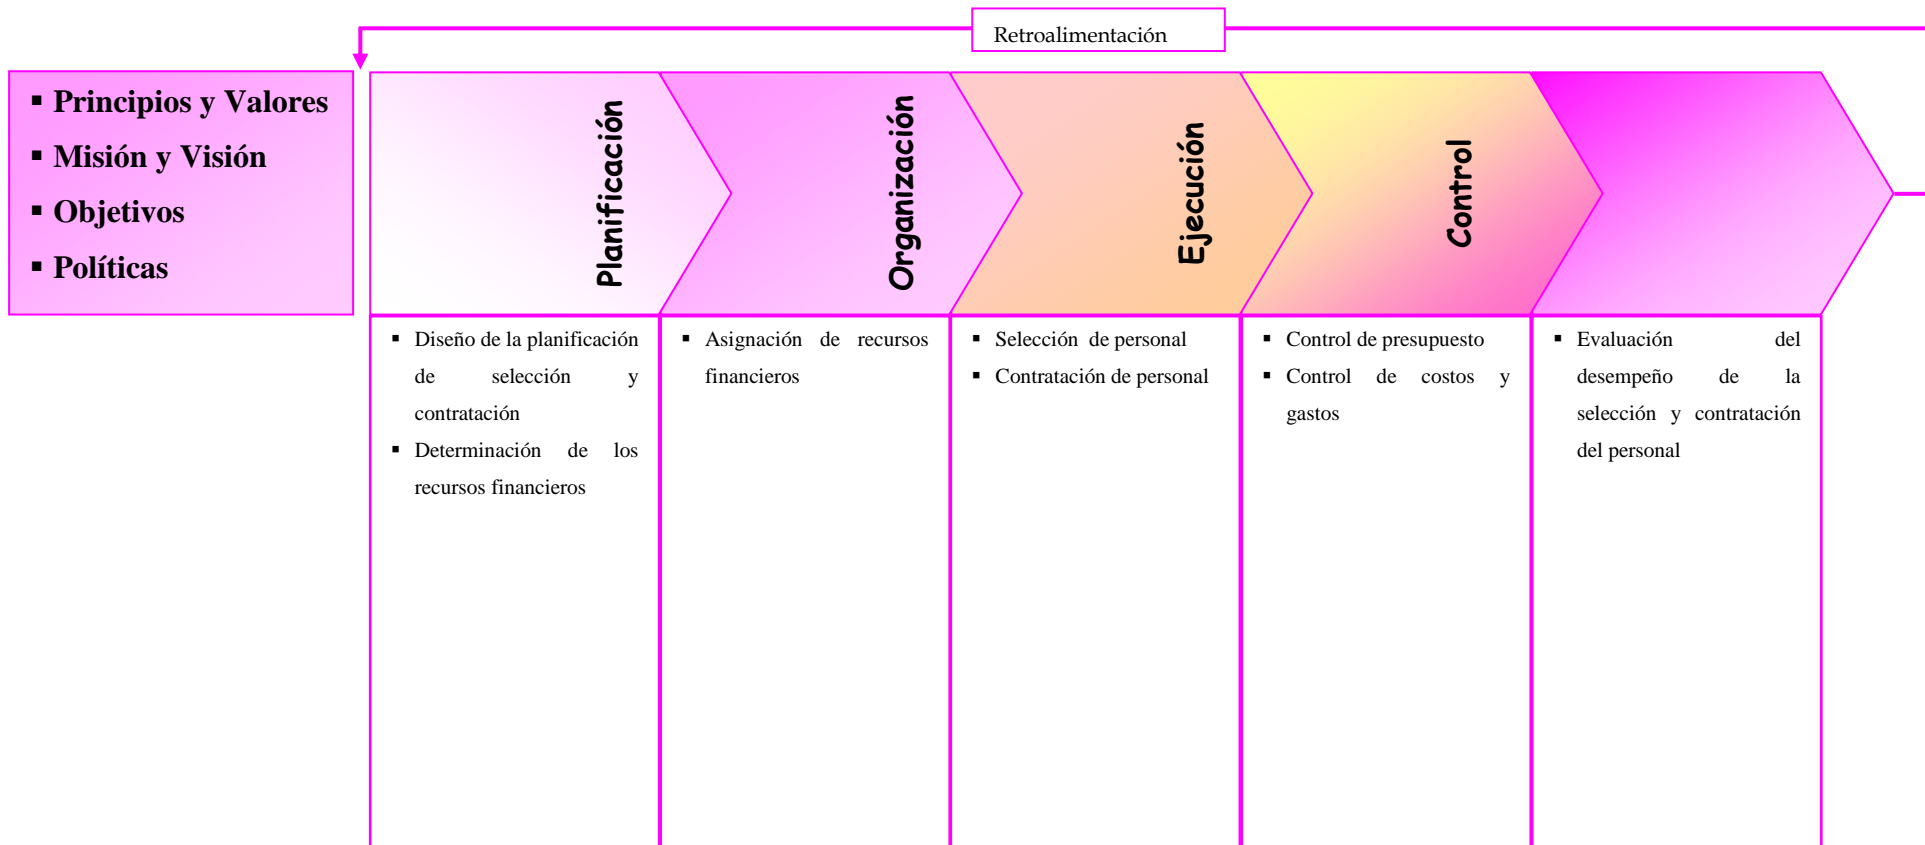 Retroalimentación
▪ Principios y Valores
▪ Misión y Visión
▪ Objetivos
▪ Políticas
Planificación
Organización
Ejecución
Control
▪ Diseño de la planificación
de selección y
contratación
▪ Determinación de los
recursos financieros
▪ Asignación de recursos
financieros
▪ Selección de personal
▪ Contratación de personal
▪ Control de presupuesto
▪ Control de costos y
gastos
▪ Evaluación del
desempeño de la
selección y contratación
del personal